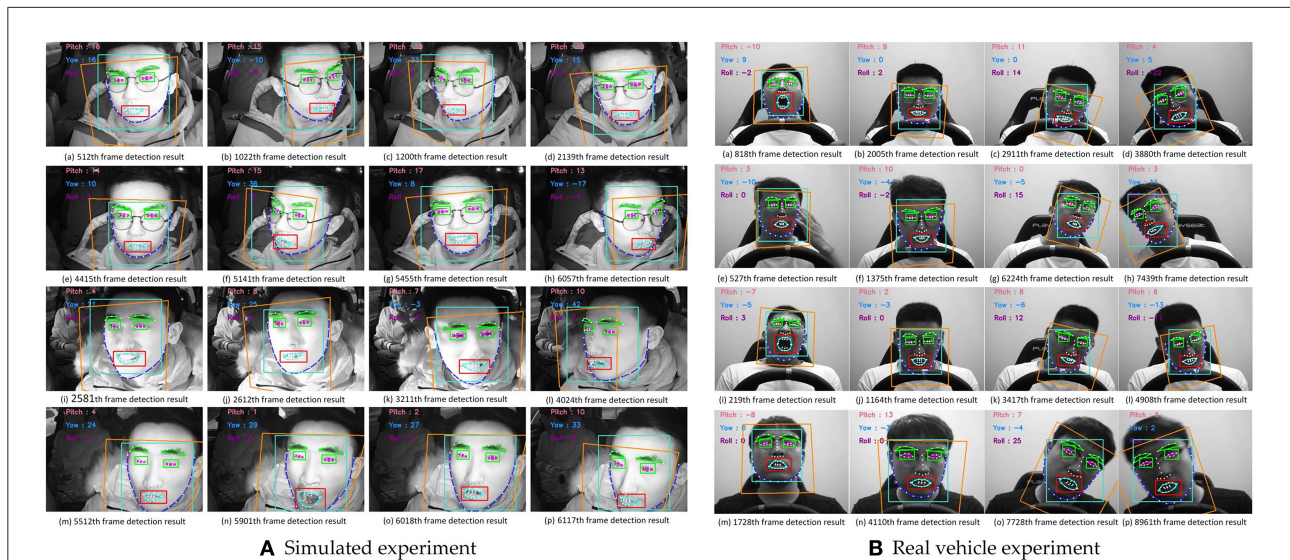 Pitch : 16
Yaw : 16
Pitch : 15
Yaw : -10
Yaw : 15
Pitch : -10
Yaw : 9
Roll : -2
Pitch : 9
Yaw : 0
Roll : 2
Pitch : 11
Yaw : 0
Roll : 14
Pitch : 4
Yaw : 5
(a) 512th frame detection result
(b) 1022th frame detection result
(c) 1200th frame detection result
(d) 2139th frame detection result
(a) 818th frame detection result
(b) 2005th frame detection result
(c) 2911th frame detection result
(d) 3880th frame detection result
Pitch : 14
Yaw : 10
Pitch : 15
Yaw : 36
Pitch : 17
Yaw : 8
Pitch : 13
Yaw : -17
Pitch : 3
Yaw : -10
Roll : 0
Pitch : 10
Yaw : -4
Roll : -2
Pitch : 0
Yaw : -5
Roll : 15
Pitch : 3
(e) 4415th frame detection result
(f) 5141th frame detection result
(g) 5455th frame detection result
(h) 6057th frame detection result
(e) 527th frame detection result
(f) 1375th frame detection result
(g) 6224th frame detection result
(h) 7439th frame detection result
Pitch : 4
Pitch : 8
Yaw : 25
Pitch : 7
Yaw : -3
Pitch : 10
Yaw : 42
Pitch : -7
Yaw : -5
Roll : 3
Pitch : 2
Yaw : -3
Roll : 0
Pitch : 8
Yaw : -6
Roll : 12
Yaw : -13
(i) 2581th frame detection result
(j) 2612th frame detection result
(k) 3211th frame detection result
(l) 4024th frame detection result
(i) 219th frame detection result
(j) 1164th frame detection result
(k) 3417th frame detection result
(l) 4908th frame detection result
Pitch : 4
Yaw : 24
Pitch : 1
Yaw : 29
Pitch : 2
Yaw : 27
Pitch : 10
Yaw : 33
Pitch : -8
Yaw : 0
Roll : 0
Pitch : 13
Yaw : -3
Roll : 0
Pitch : 7
Yaw : -4
Roll : 25
Yaw : 2
(m) 5512th frame detection result
(n) 5901th frame detection result
(o) 6018th frame detection result
(p) 6117th frame detection result
(m) 1728th frame detection result
(n) 4110th frame detection result
(o) 7728th frame detection result
(p) 8961th frame detection result
A Simulated experiment
B Real vehicle experiment